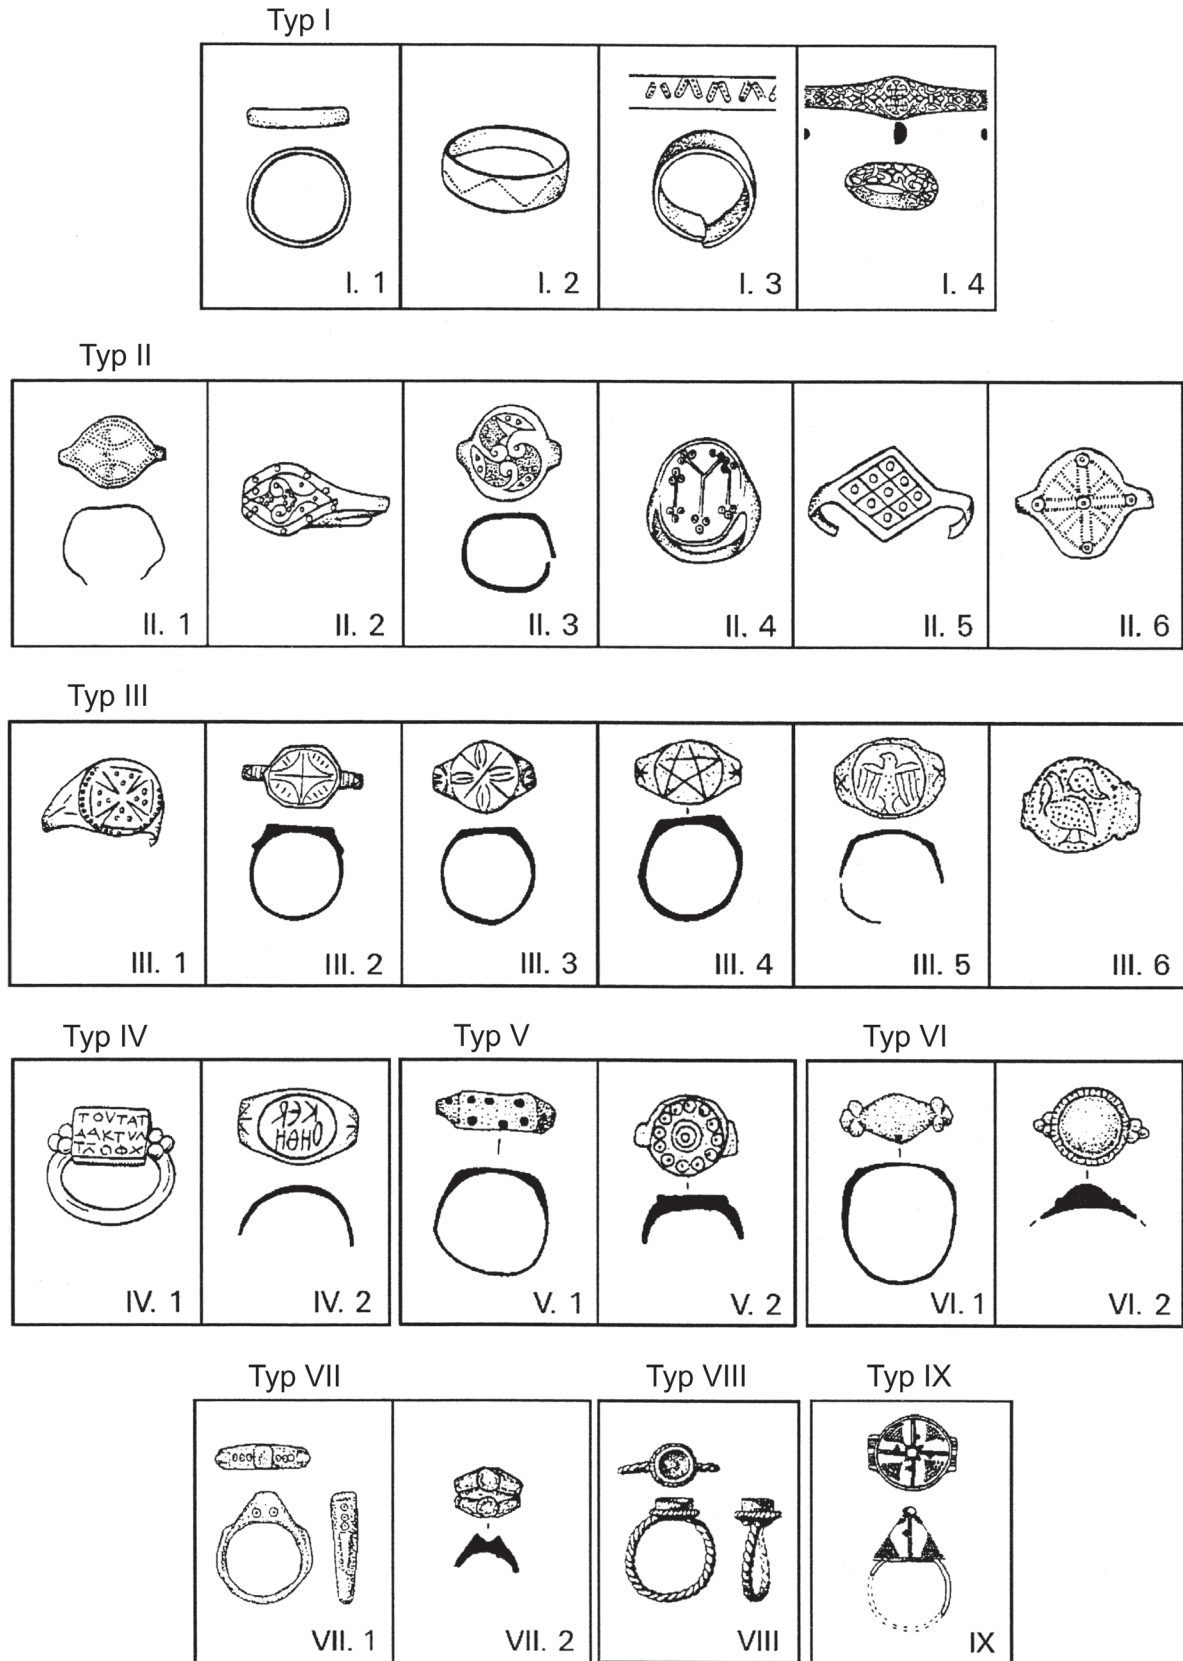 Typ I
I. 1
I. 2
I. 3
I. 4
Typ II
II. 1
II. 2
II. 3
II. 4
II. 5
II. 6
Typ III
III. 1
III. 2
III. 3
III. 4
III. 5
III. 6
Typ IV
Typ V
Typ VI
ΤΟVΤΑΤ
IV. 1
IV. 2
V. 1
V. 2
VI. 1
VI. 2
Typ VII
Typ VIII
Typ IX
VII. 1
VII. 2
VIII
IX